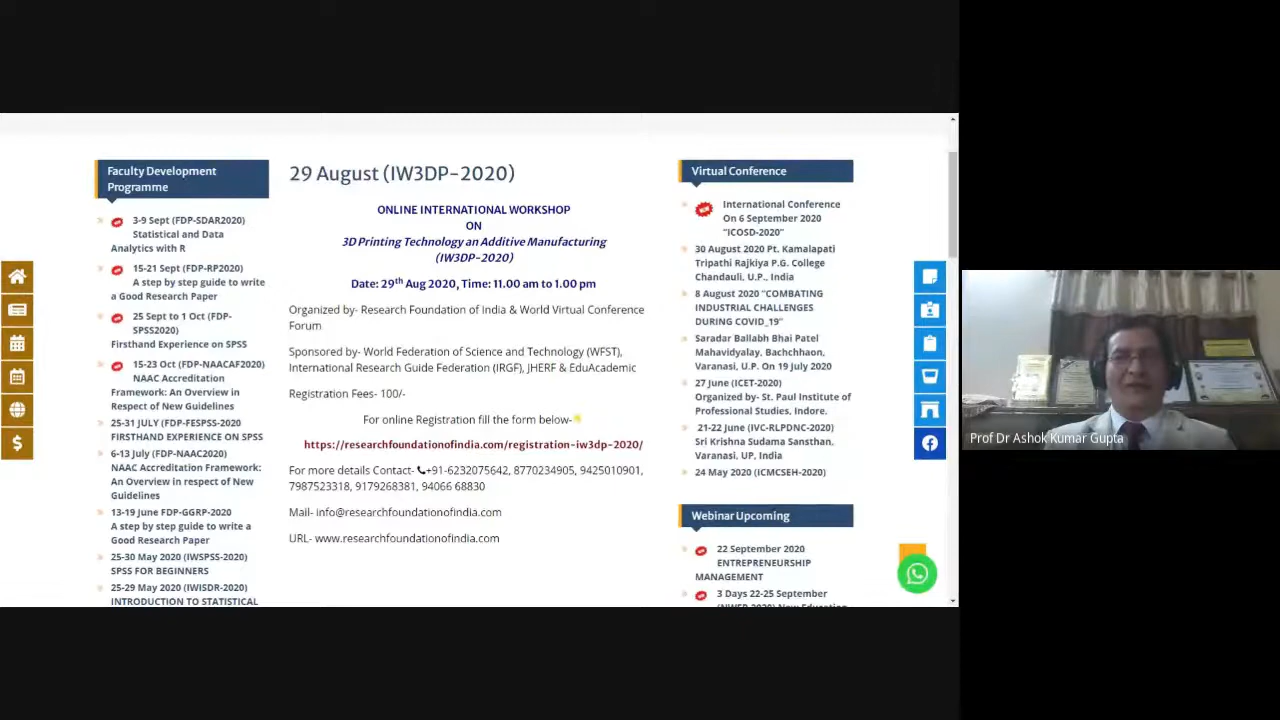 Faculty Development
Programme
3-9 Sept (FDP-SDAR2020)
Statistical and Data
Analytics with R
15-21 Sept (FDP-RP2020)
A step by step guide to write
a Good Research Paper
25 Sept to 1 Oct (FDP-
SPSS2020)
Firsthand Experience on SPSS
15-23 Oct (FDP-NAACAF2020)
NAAC Accreditation
Framework: An Overview in
Respect of New Guidelines
25-31 JULY (FDP-FESPSS-2020
FIRSTHAND EXPERIENCE ON SPSS
6-13 July (FDP-NAAC2020)
NAAC Accreditation Framework:
An Overview in respect of New
Guidelines
13-19 June FDP-GGRP-2020
A step by step guide to write a
Good Research Paper
25-30 May 2020 (IWSPSS-2020)
SPSS FOR BEGINNERS
25-29 May 2020 (IWISDR-2020)
INTRODUCTION TO STATISTICAL
29 August (IW3DP-2020)
ONLINE INTERNATIONAL WORKSHOP
ON
3D Printing Technology an Additive Manufacturing
(IW3DP-2020)
Date: 29th Aug 2020, Time: 11.00 am to 1.00 pm
Organized by- Research Foundation of India & World Virtual Conference
Forum
Sponsored by- World Federation of Science and Technology (WFST),
International Research Guide Federation (IRGF), JHERF & EduAcademic
Registration Fees- 100/-
For online Registration fill the form below-
https://researchfoundationofindia.com/registration-iw3dp-2020/
For more details Contact- +91-6232075642, 8770234905, 9425010901,
7987523318, 9179268381, 94066 68830
Mail- info@researchfoundationofindia.com
URL- www.researchfoundationofindia.com
Virtual Conference
International Conference
On 6 September 2020
"ICOSD-2020"
30 August 2020 Pt. Kamalapati
Tripathi Rajkiya P.G. College
Chandauli, U.P., India
8 August 2020 "COMBATING
INDUSTRIAL CHALLENGES
DURING COVID_19"
Saradar Ballabh Bhai Patel
Mahavidyalay, Bachchhaon,
Varanasi, U.P. On 19 July 2020
27 June (ICET-2020)
Organized by- St. Paul Institute of
Professional Studies, Indore.
21-22 June (IVC-RLPDNC-2020)
Sri Krishna Sudama Sansthan,
Varanasi, UP, India
24 May 2020 (ICMCSEH-2020)
Webinar Upcoming
22 September 2020
ENTREPRENEURSHIP
MANAGEMENT
3 Days 22-25 September
Prof Dr Ashok Kumar Gupta